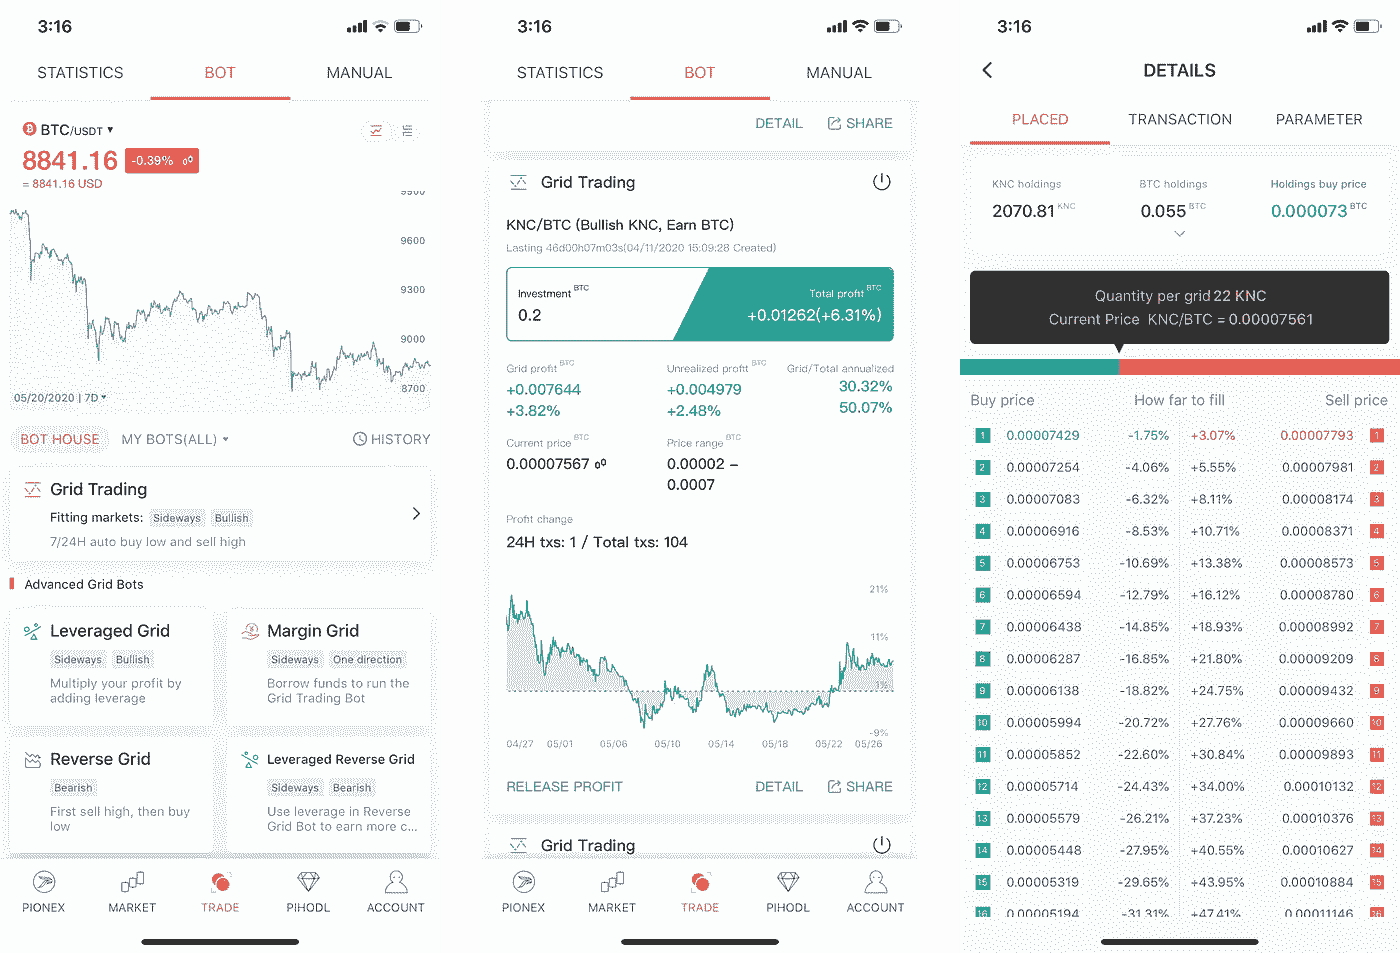 3:16
STATISTICS BOT MANUAL
BTC/USDT
8841.16 -0.39%
= 8841.16 USD
9900
9600
9300
9000
8700
05/20/2020 | 7D
BOT HOUSE MY BOTS(ALL) HISTORY
Grid Trading
Fitting markets: Sideways Bullish
7/24H auto buy low and sell high
Advanced Grid Bots
Leveraged Grid
Sideways Bullish
Multiply your profit by
adding leverage
Margin Grid
Sideways One direction
Borrow funds to run the
Grid Trading Bot
Reverse Grid
Bearish
First sell high, then buy
low
Leveraged Reverse Grid
Sideways Bearish
Use leverage in Reverse
Grid Bot to earn more c...
PIONEX MARKET TRADE PIHODL ACCOUNT
3:16
STATISTICS BOT MANUAL
DETAIL SHARE
Grid Trading
KNC/BTC (Bullish KNC, Earn BTC)
Lasting 46d00h07m03s(04/11/2020 15:09:28 Created)
Investment BTC
0.2
Total profit BTC
+0.01262(+6.31%)
Grid profit BTC
+0.007644
+3.82%
Unrealized profit BTC
+0.004979
+2.48%
Grid/Total annualized
30.32%
50.07%
Current price BTC
0.00007567
Price range BTC
0.00002 –
0.0007
Profit change
24H txs: 1 / Total txs: 104
21%
11%
1%
-9%
04/27 05/01 05/06 05/10 05/14 05/18 05/22 05/26
RELEASE PROFIT DETAIL SHARE
Grid Trading
PIONEX MARKET TRADE PIHODL ACCOUNT
3:16
DETAILS
PLACED TRANSACTION PARAMETER
KNC holdings
2070.81 KNC
BTC holdings
0.055 BTC
Holdings buy price
0.000073 BTC
Quantity per grid 22 KNC
Current Price KNC/BTC = 0.00007561
Buy price How far to fill Sell price
1 0.00007429 -1.75% +3.07% 0.00007793 1
2 0.00007254 -4.06% +5.55% 0.00007981 2
3 0.00007083 -6.32% +8.11% 0.00008174 3
4 0.00006916 -8.53% +10.71% 0.00008371 4
5 0.00006753 -10.69% +13.38% 0.00008573 5
6 0.00006594 -12.79% +16.12% 0.00008780 6
7 0.00006438 -14.85% +18.93% 0.00008992 7
8 0.00006287 -16.85% +21.80% 0.00009209 8
9 0.00006138 -18.82% +24.75% 0.00009432 9
10 0.00005994 -20.72% +27.76% 0.00009660 10
11 0.00005852 -22.60% +30.84% 0.00009893 11
12 0.00005714 -24.43% +34.00% 0.00010132 12
13 0.00005579 -26.21% +37.23% 0.00010376 13
14 0.00005448 -27.95% +40.55% 0.00010627 14
15 0.00005319 -29.65% +43.95% 0.00010884 15
16 0.00005194 -31.31% +47.41% 0.00011146 16